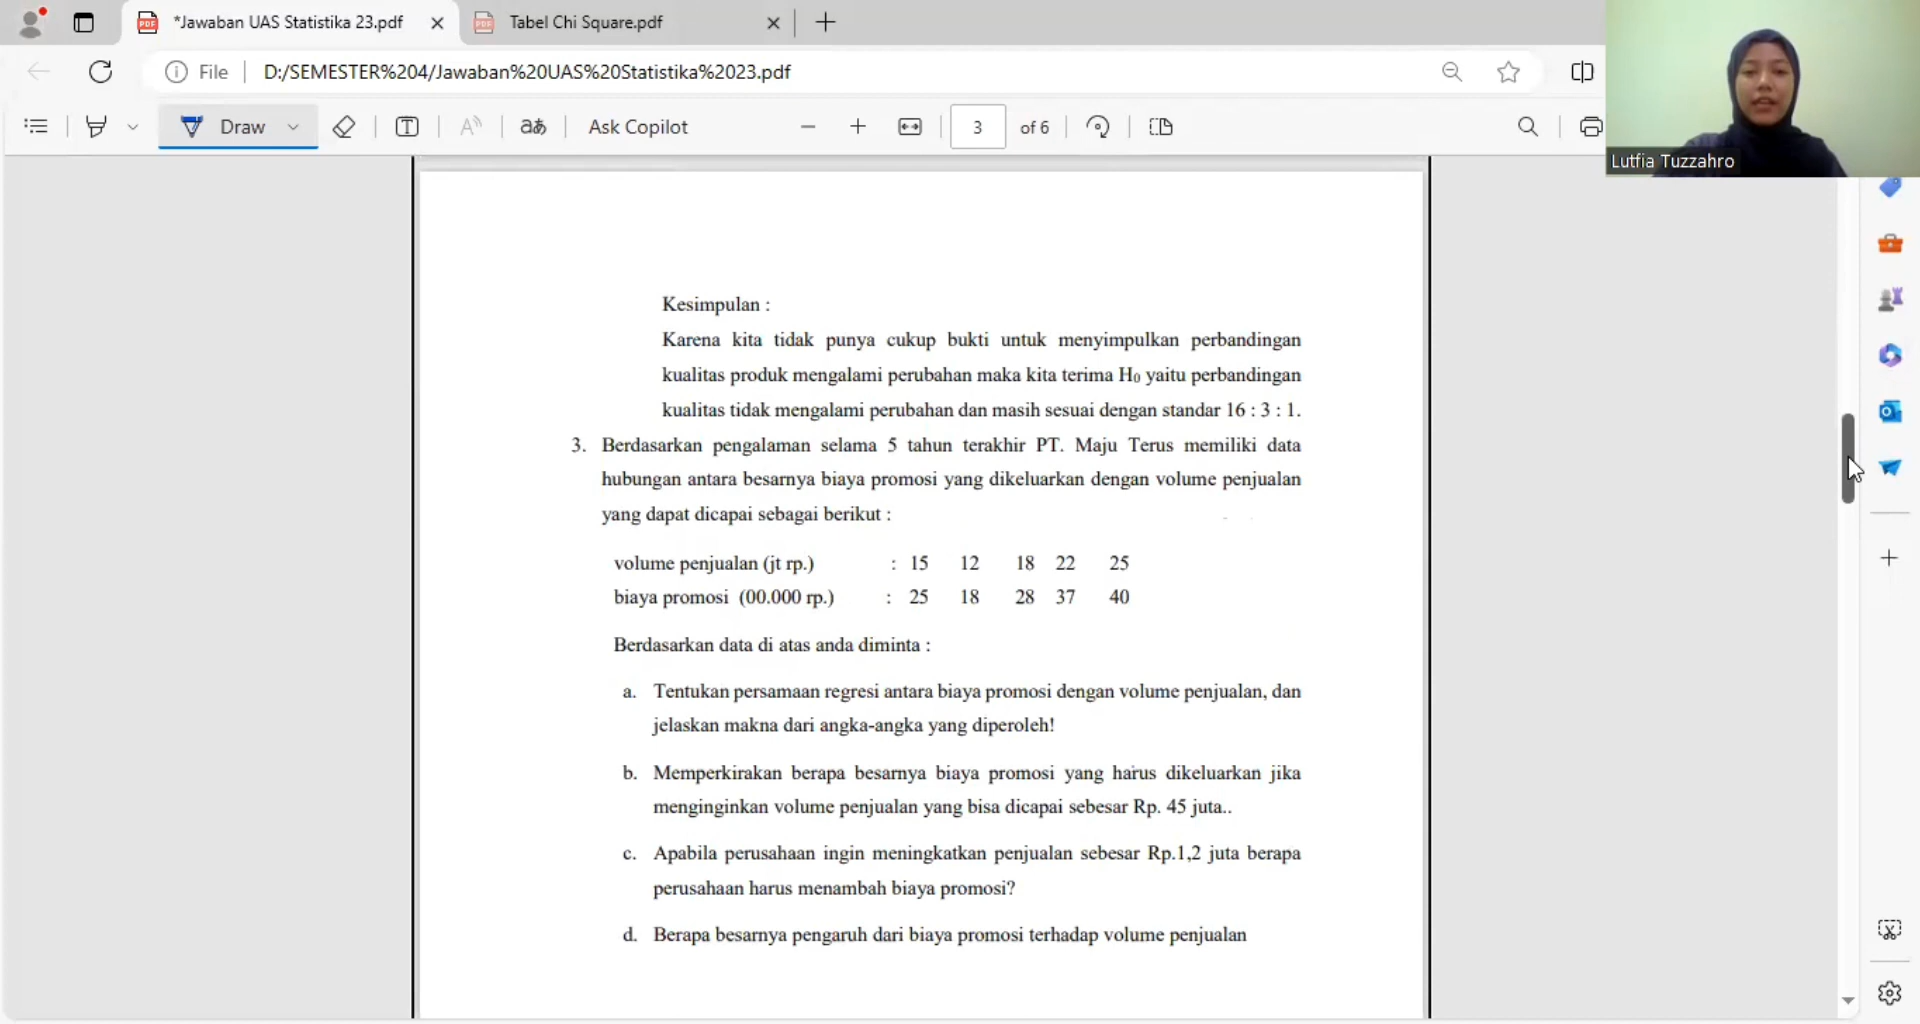 *Jawaban UAS Statistika 23.pdf
Tabel Chi Square.pdf
File
D:/SEMESTER%204/Jawaban%20UAS%20Statistika%2023.pdf
Draw
Ask Copilot
3 of 6
Lutfia Tuzzahro
Kesimpulan :
Karena kita tidak punya cukup bukti untuk menyimpulkan perbandingan
kualitas produk mengalami perubahan maka kita terima H₀ yaitu perbandingan
kualitas tidak mengalami perubahan dan masih sesuai dengan standar 16 : 3 : 1.
3. Berdasarkan pengalaman selama 5 tahun terakhir PT. Maju Terus memiliki data
hubungan antara besarnya biaya promosi yang dikeluarkan dengan volume penjualan
yang dapat dicapai sebagai berikut :
volume penjualan (jt rp.) : 15 12 18 22 25
biaya promosi (00.000 rp.) : 25 18 28 37 40
Berdasarkan data di atas anda diminta :
a. Tentukan persamaan regresi antara biaya promosi dengan volume penjualan, dan
jelaskan makna dari angka-angka yang diperoleh!
b. Memperkirakan berapa besarnya biaya promosi yang harus dikeluarkan jika
menginginkan volume penjualan yang bisa dicapai sebesar Rp. 45 juta..
c. Apabila perusahaan ingin meningkatkan penjualan sebesar Rp.1,2 juta berapa
perusahaan harus menambah biaya promosi?
d. Berapa besarnya pengaruh dari biaya promosi terhadap volume penjualan